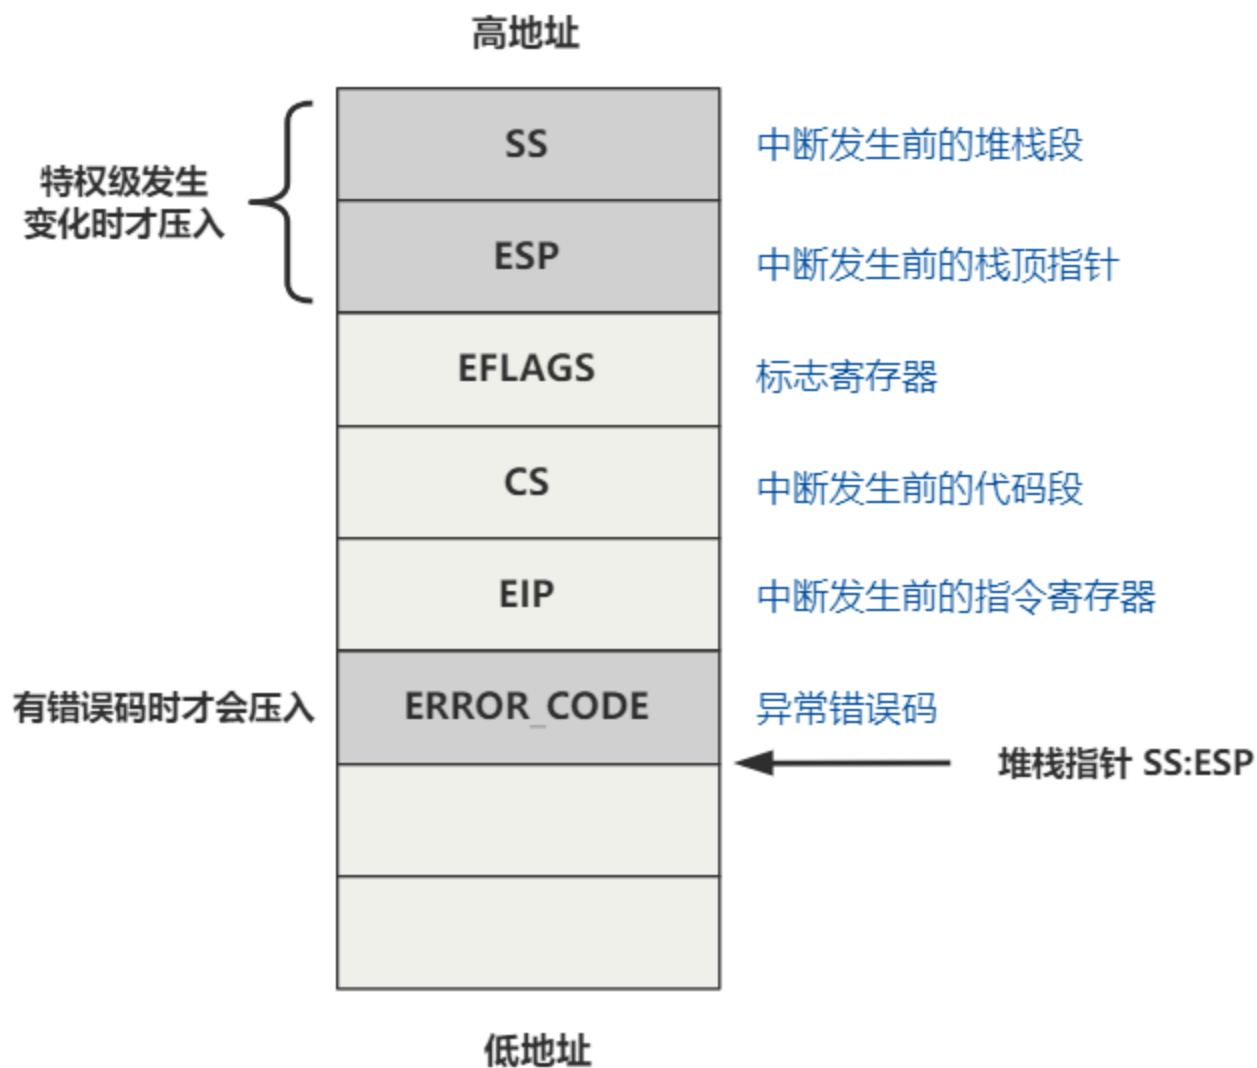 高地址
SS
中断发生前的堆栈段
特权级发生
变化时才压入
ESP
中断发生前的栈顶指针
EFLAGS
标志寄存器
CS
中断发生前的代码段
EIP
中断发生前的指令寄存器
有错误码时才会压入
ERROR_CODE
异常错误码
堆栈指针 SS:ESP
低地址